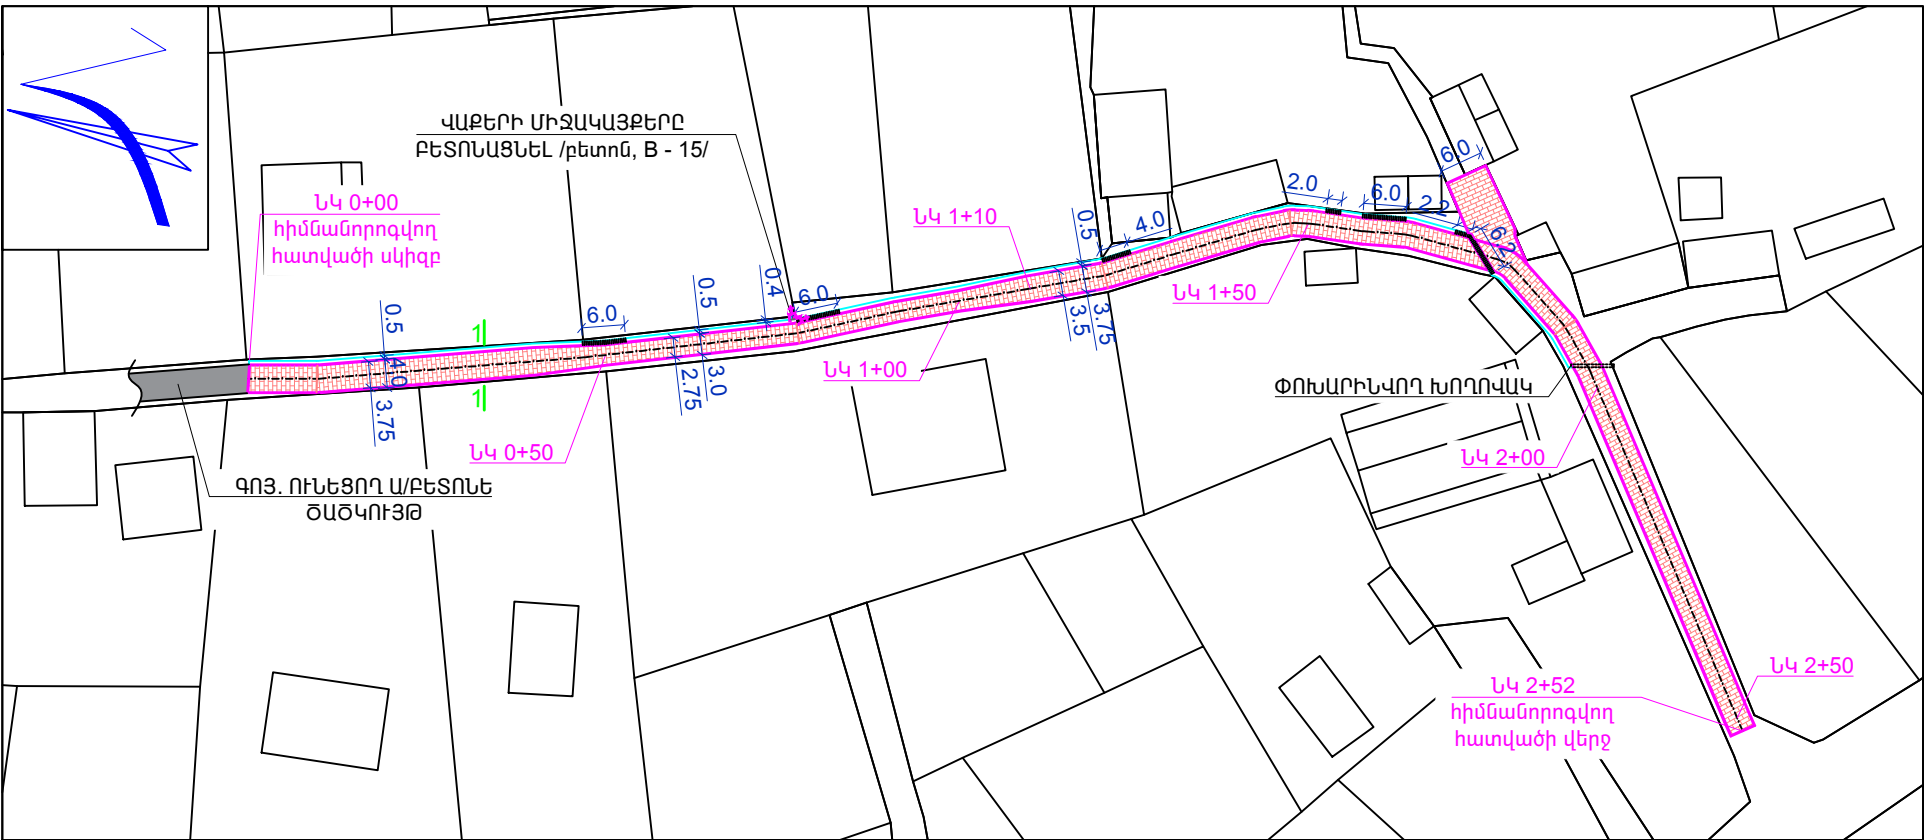 ՎԱՔԵՐԻ ՄԻՋԱԿԱՅՔԵՐԸ
ԲԵՏՈՆԱՑՆԵԼ /բետոն, B - 15/
ՆԿ 0+00
հիմնանորոգվող
հատվածի սկիզբ
ՆԿ 1+10
0.5
4.0
2.0
6.0
2.2
6.0
6.2
0.5
1
6.0
0.5
0.4
6.0
ՆԿ 1+50
3.5
3.75
ՆԿ 1+00
4.0
3.75
1
2.75
3.0
ՆԿ 0+50
ՓՈԽԱՐԻՆՎՈՂ ԽՈՂՈՎԱԿ
ՆԿ 2+00
ԳՈՅ. ՈՒՆԵՑՈՂ Ա/ԲԵՏՈՆԵ
ԾԱԾԿՈՒՅԹ
ՆԿ 2+50
ՆԿ 2+52
հիմնանորոգվող
հատվածի վերջ